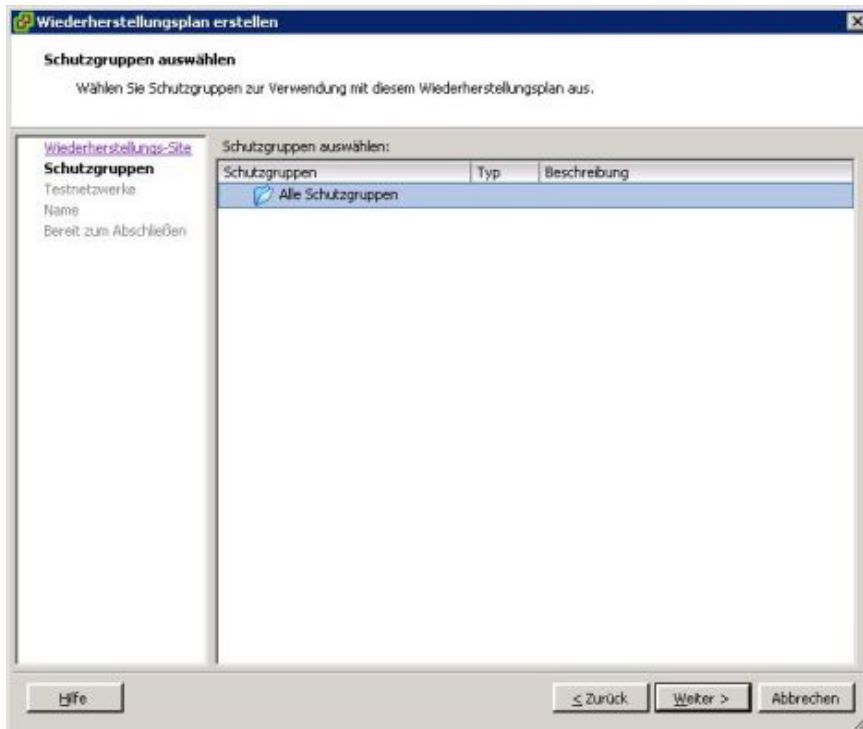 Wiederherstellungsplan erstellen
Schutzgruppen auswählen
Wählen Sie Schutzgruppen zur Verwendung mit diesem Wiederherstellungsplan aus.
Wiederherstellungs-Site
Schutzgruppen
Testnetzwerke
Name
Bereit zum Abschließen
Schutzgruppen auswählen:
Schutzgruppen Typ Beschreibung
Alle Schutzgruppen
Hilfe < Zurück Weiter > Abbrechen